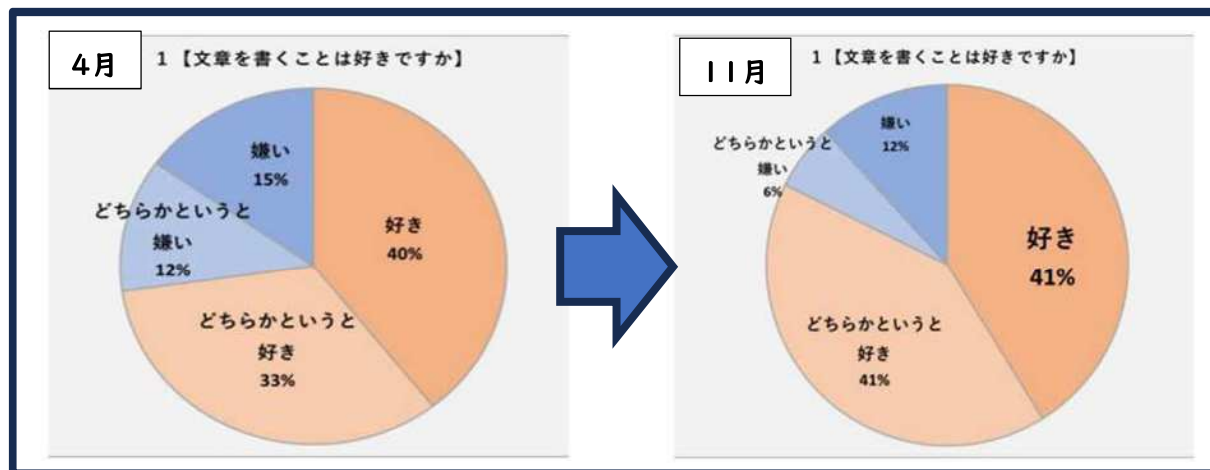 4月
1【文章を書くことは好きですか】
嫌い
15%
どちらかというと
嫌い
12%
好き
40%
どちらかというと
好き
33%
11月
1【文章を書くことは好きですか】
嫌い
12%
どちらかというと
嫌い
6%
好き
41%
どちらかというと
好き
41%